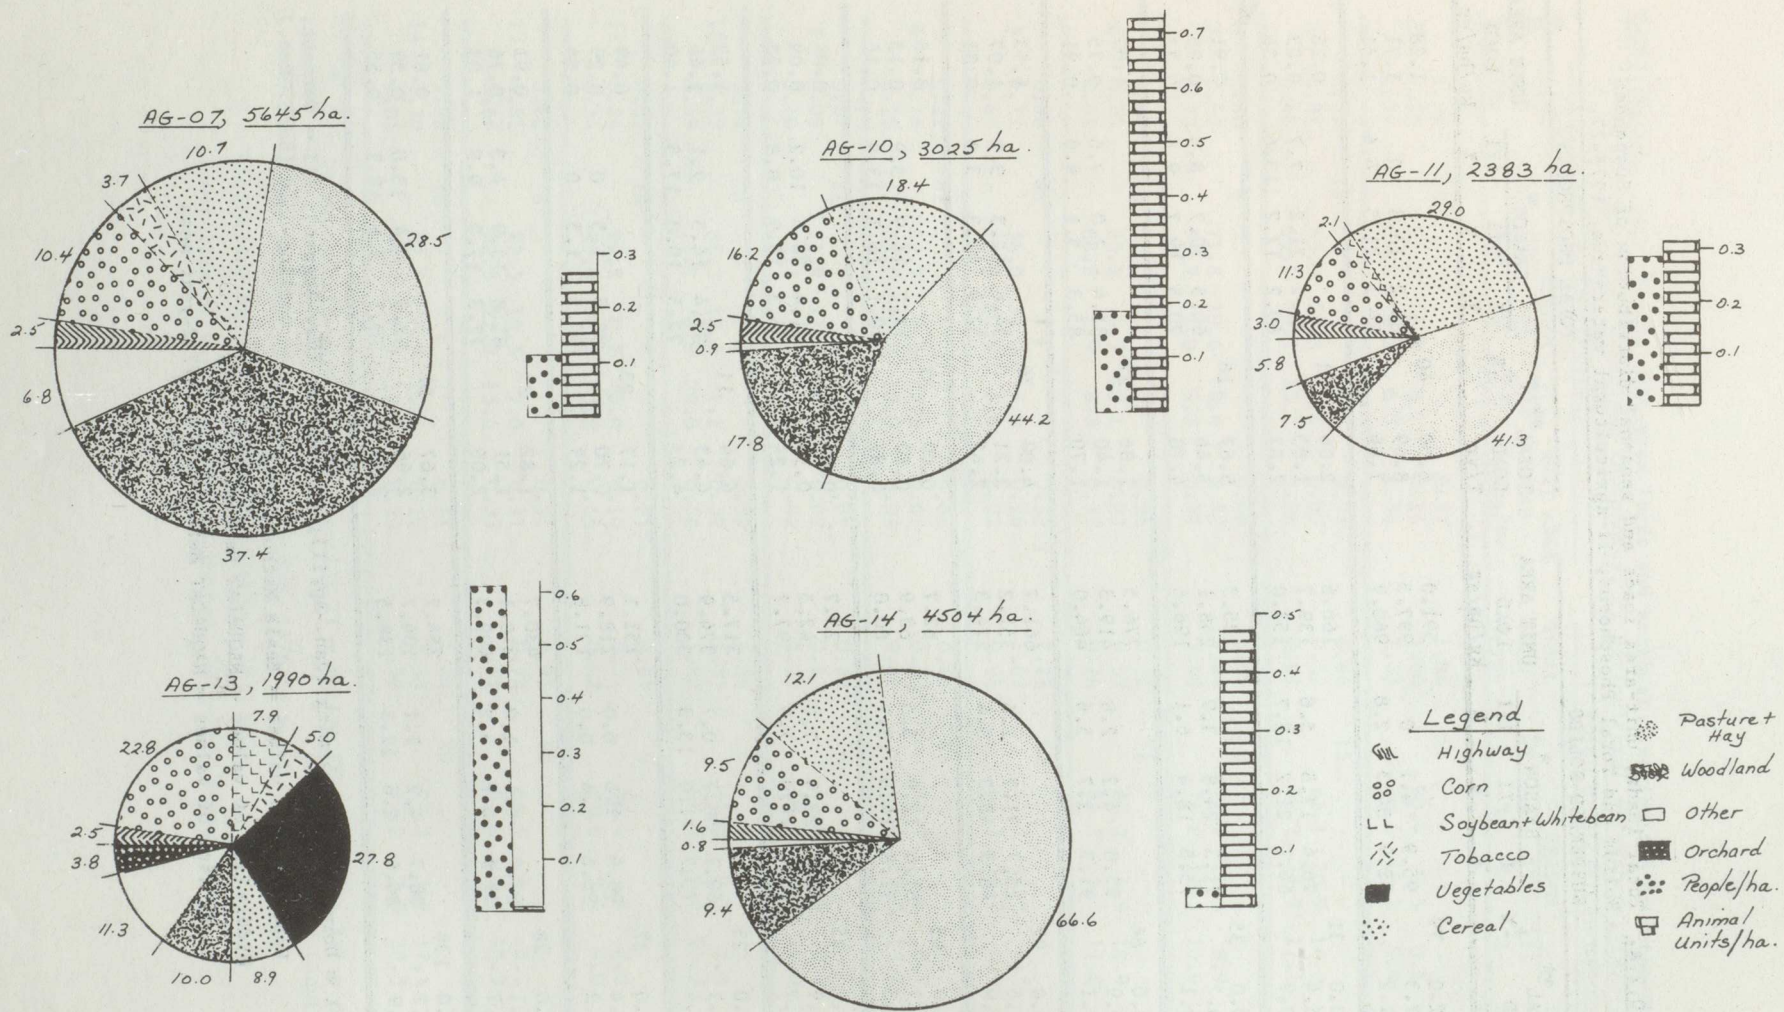 AG-07, 5645 ha.
10.7
3.7
10.4
2.5
6.8
37.4
28.5
0.3
0.2
0.1
AG-10, 3025 ha.
18.4
16.2
2.5
0.9
17.8
44.2
0.7
0.6
0.5
0.4
0.3
0.2
0.1
AG-11, 2383 ha.
29.0
2.1
11.3
3.0
5.8
7.5
41.3
0.3
0.2
0.1
AG-13, 1990 ha.
7.9
5.0
22.8
2.5
3.8
11.3
10.0
8.9
27.8
0.6
0.5
0.4
0.3
0.2
0.1
AG-14, 4504 ha.
12.1
9.5
1.6
0.8
9.4
66.6
0.5
0.4
0.3
0.2
0.1
Legend
Highway
Corn
Soybean + Whitebean
Tobacco
Vegetables
Cereal
Pasture +
Hay
Woodland
Other
Orchard
People/ha.
Animal
Units/ha.